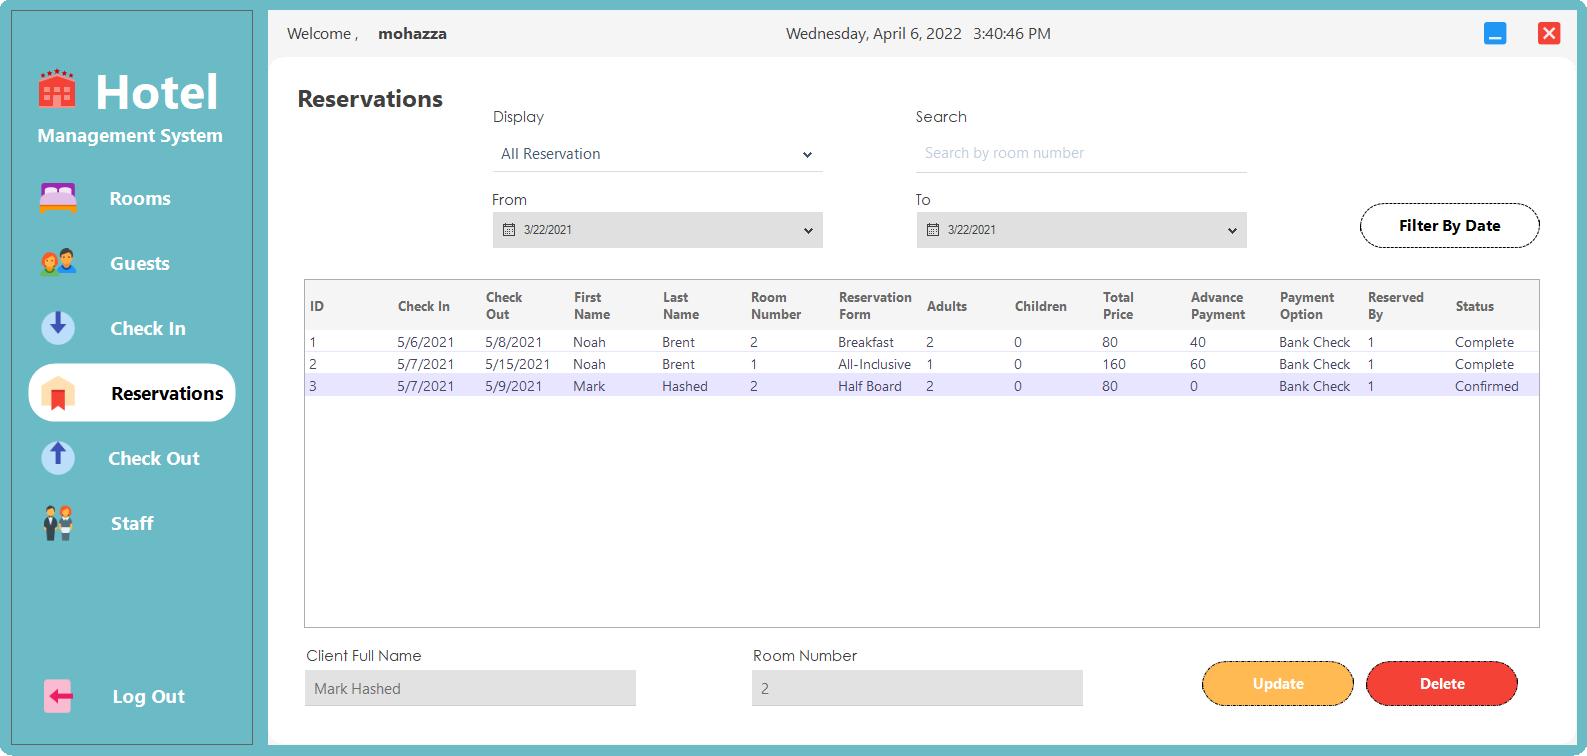 Welcome , mohazza Wednesday, April 6, 2022 3:40:46 PM
Hotel
Management System
Rooms
Guests
Check In
Reservations
Check Out
Staff
Log Out
Reservations
Display
All Reservation
Search
Search by room number
From
3/22/2021
To
3/22/2021
Filter By Date
ID Check In Check Out First Name Last Name Room Number Reservation Form Adults Children Total Price Advance Payment Payment Option Reserved By Status
1 5/6/2021 5/8/2021 Noah Brent 2 Breakfast 2 0 80 40 Bank Check 1 Complete
2 5/7/2021 5/15/2021 Noah Brent 1 All-Inclusive 1 0 160 60 Bank Check 1 Complete
3 5/7/2021 5/9/2021 Mark Hashed 2 Half Board 2 0 80 0 Bank Check 1 Confirmed
Client Full Name
Mark Hashed
Room Number
2
Update
Delete